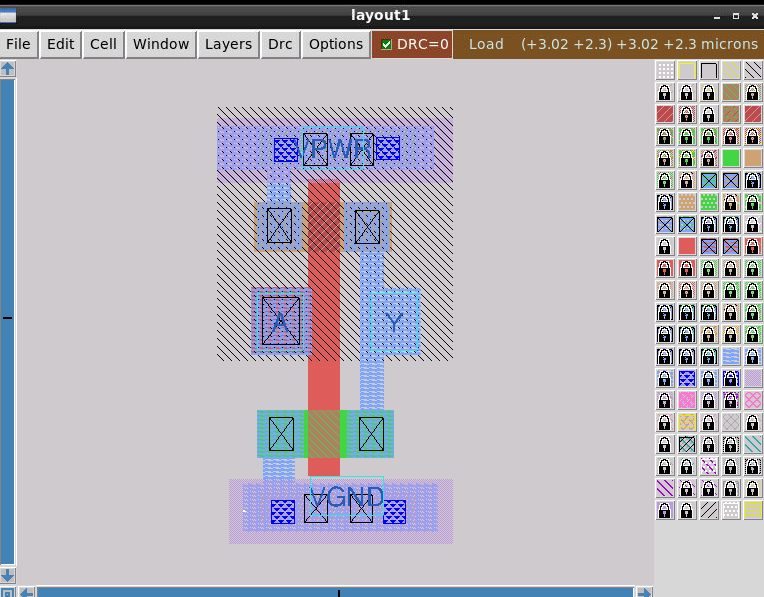 layout1
File Edit Cell Window Layers Drc Options DRC=0 Load (+3.02 +2.3) +3.02 +2.3 microns
VPWR
A Y
VGND